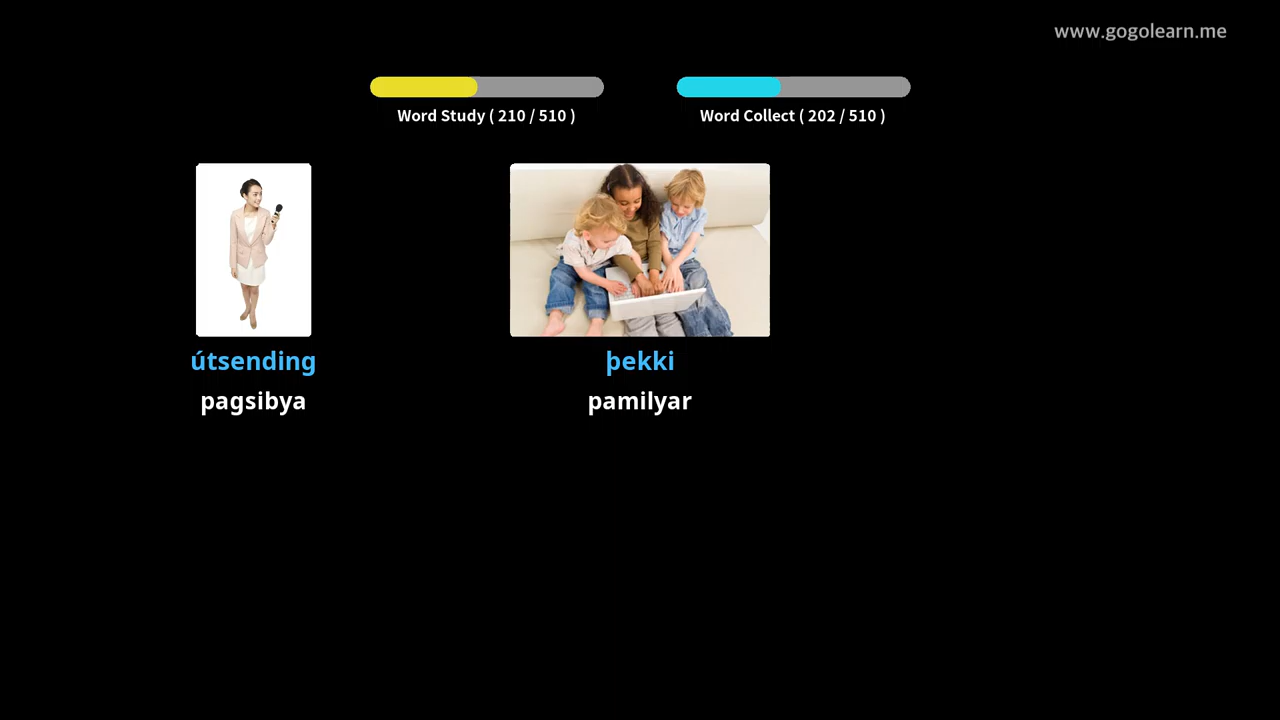 www.gogolearn.me
Word Study ( 210 / 510 )
Word Collect ( 202 / 510 )
útsending
pagsibya
þekki
pamilyar